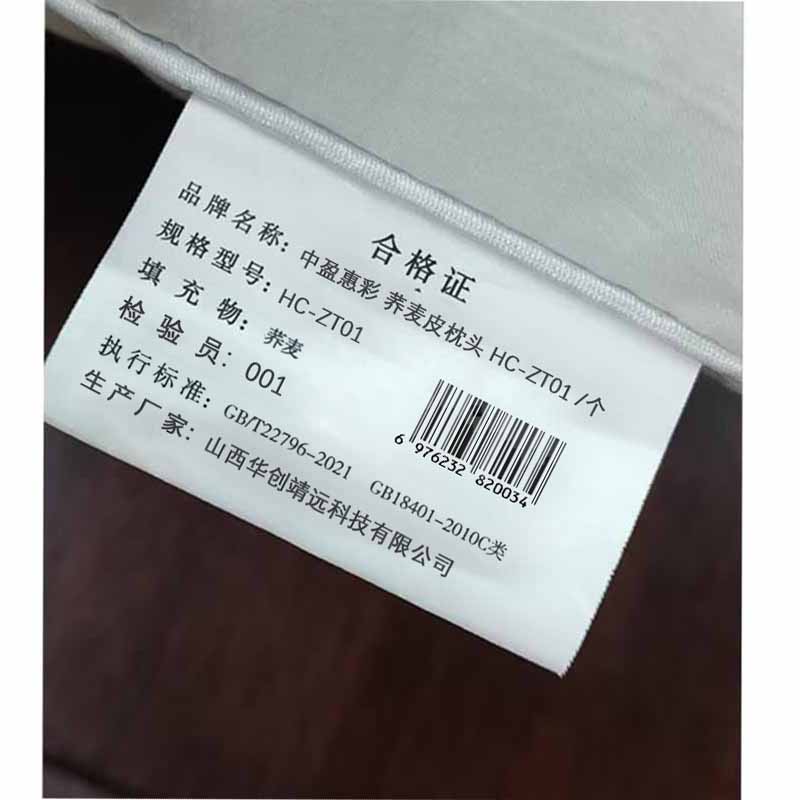 合格证
品牌名称：中盈惠彩 荞麦皮枕头 HC-ZT01 /个
规格型号：HC-ZT01
填充物：荞麦
检验员：001
执行标准：GB/T22796-2021 GB18401-2010C类
生产厂家：山西华创靖远科技有限公司
6 976232 820034